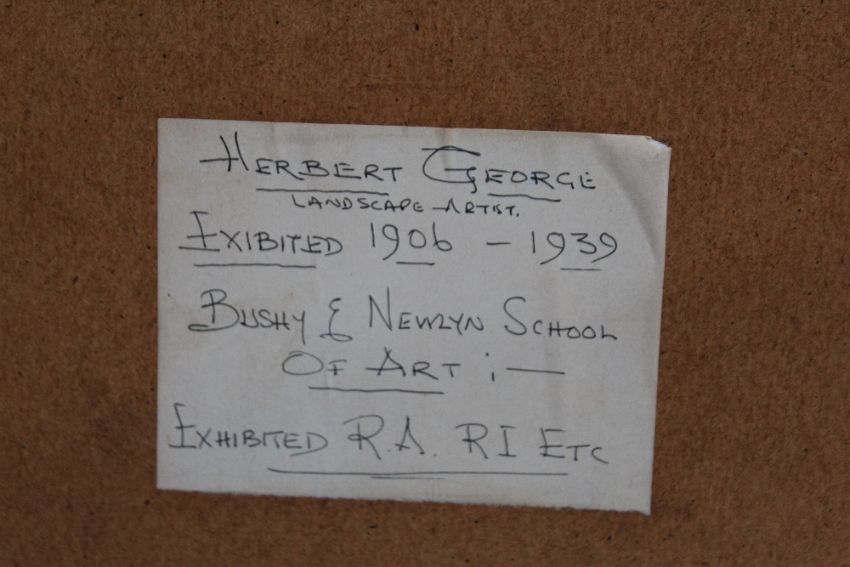 HERBERT GEORGE
LANDSCAPE ARTIST.
EXIBITED 1906 – 1939
BUSHY & NEWLYN SCHOOL
OF ART ; —
EXHIBITED R.A. RI ETC